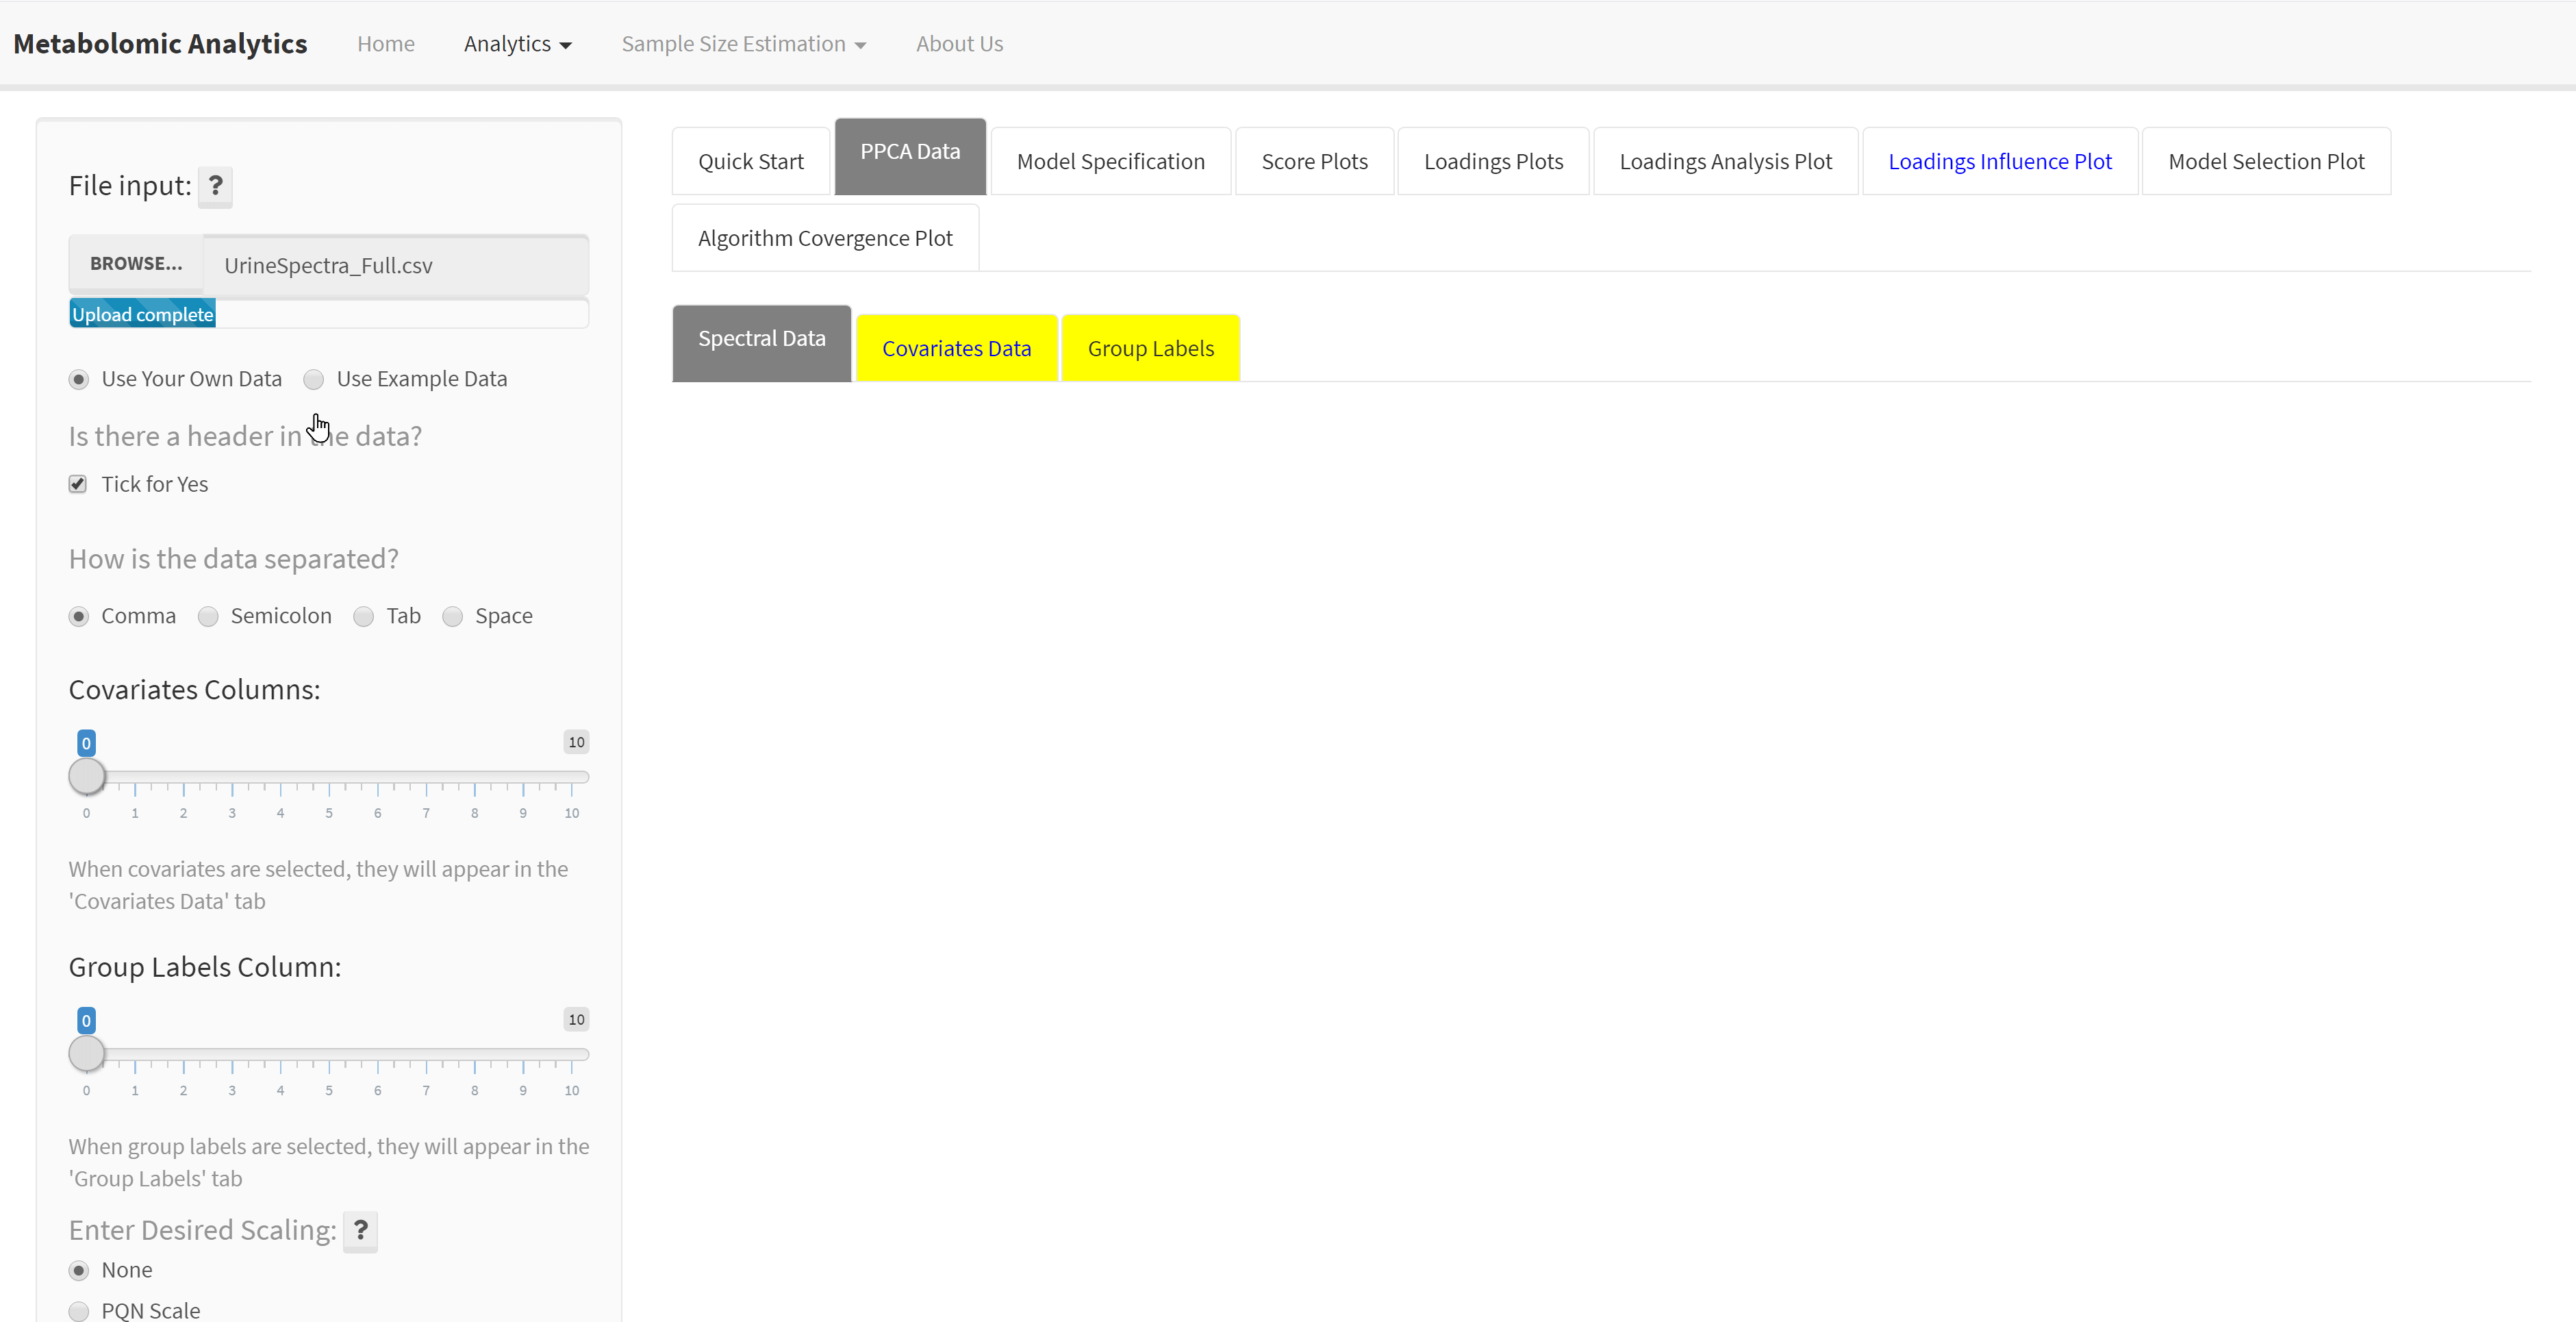 Metabolomic Analytics Home Analytics Sample Size Estimation About Us
File input: ?
BROWSE... UrineSpectra_Full.csv
Upload complete
Use Your Own Data Use Example Data
Is there a header in the data?
Tick for Yes
How is the data separated?
Comma Semicolon Tab Space
Covariates Columns:
0 10
0 1 2 3 4 5 6 7 8 9 10
When covariates are selected, they will appear in the
'Covariates Data' tab
Group Labels Column:
0 10
0 1 2 3 4 5 6 7 8 9 10
When group labels are selected, they will appear in the
'Group Labels' tab
Enter Desired Scaling: ?
None
PQN Scale
Quick Start PPCA Data Model Specification Score Plots Loadings Plots Loadings Analysis Plot Loadings Influence Plot Model Selection Plot
Algorithm Covergence Plot
Spectral Data Covariates Data Group Labels